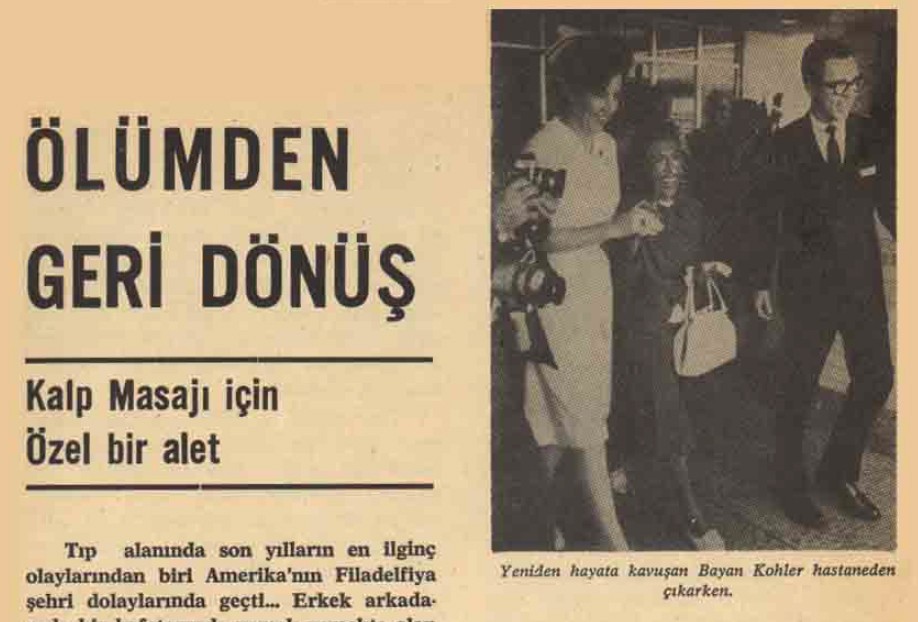 ÖLÜMDEN
GERİ DÖNÜŞ
Kalp Masajı için
Özel bir alet
Tıp alanında son yılların en ilginç
olaylarından biri Amerika'nın Filadelfiya
şehri dolaylarında geçti... Erkek arkada-
Yeniden hayata kavuşan Bayan Kohler hastaneden
çıkarken.